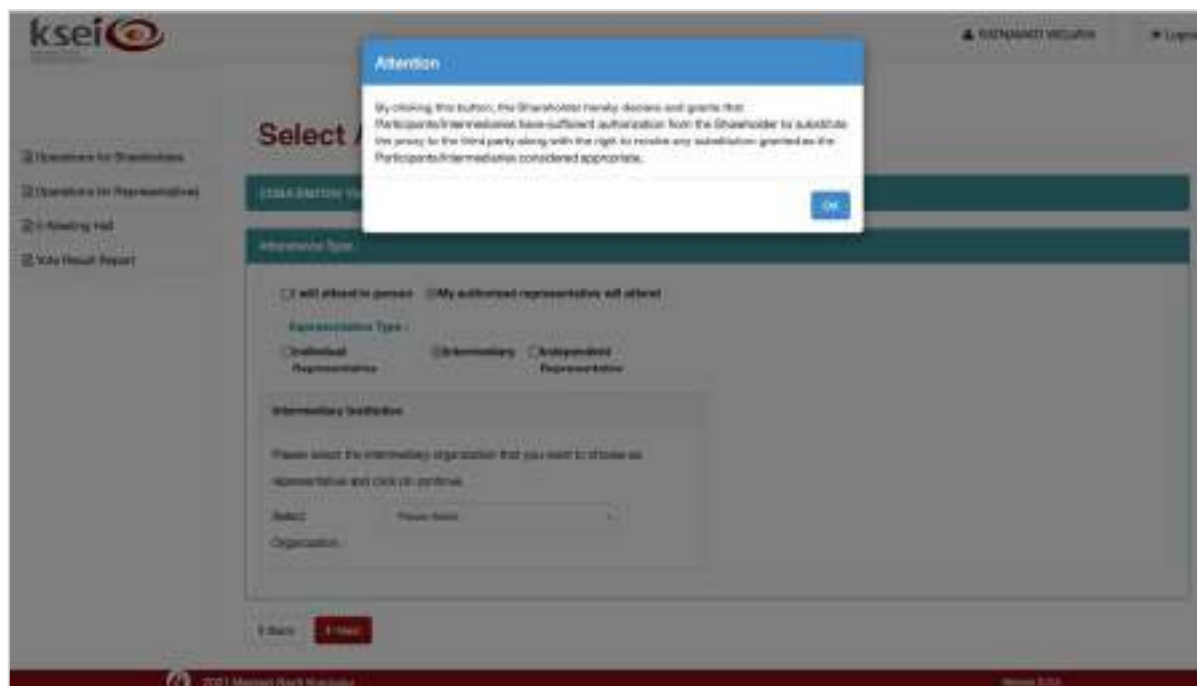 ksei
Attention
By clicking this button, the Shareholder hereby declare and grants that
Participants/Intermediaries have sufficient authorization from the Shareholder to substitute
the proxy to the third party along with the right to revoke any substitution granted as the
Participants/Intermediaries considered appropriate.
OK
Select
Operations for Shareholders
Operations for Representatives
E-Meeting Hall
Vote Result Report
Attendance Type
I will attend in person My authorized representative will attend
Representative Type :
Individual Representative
Intermediary
Independent Representative
Intermediary Institution
Please select the intermediary organization that you want to choose as
representative and click on continue
Select Organization
Please Select
Back
Next
2021